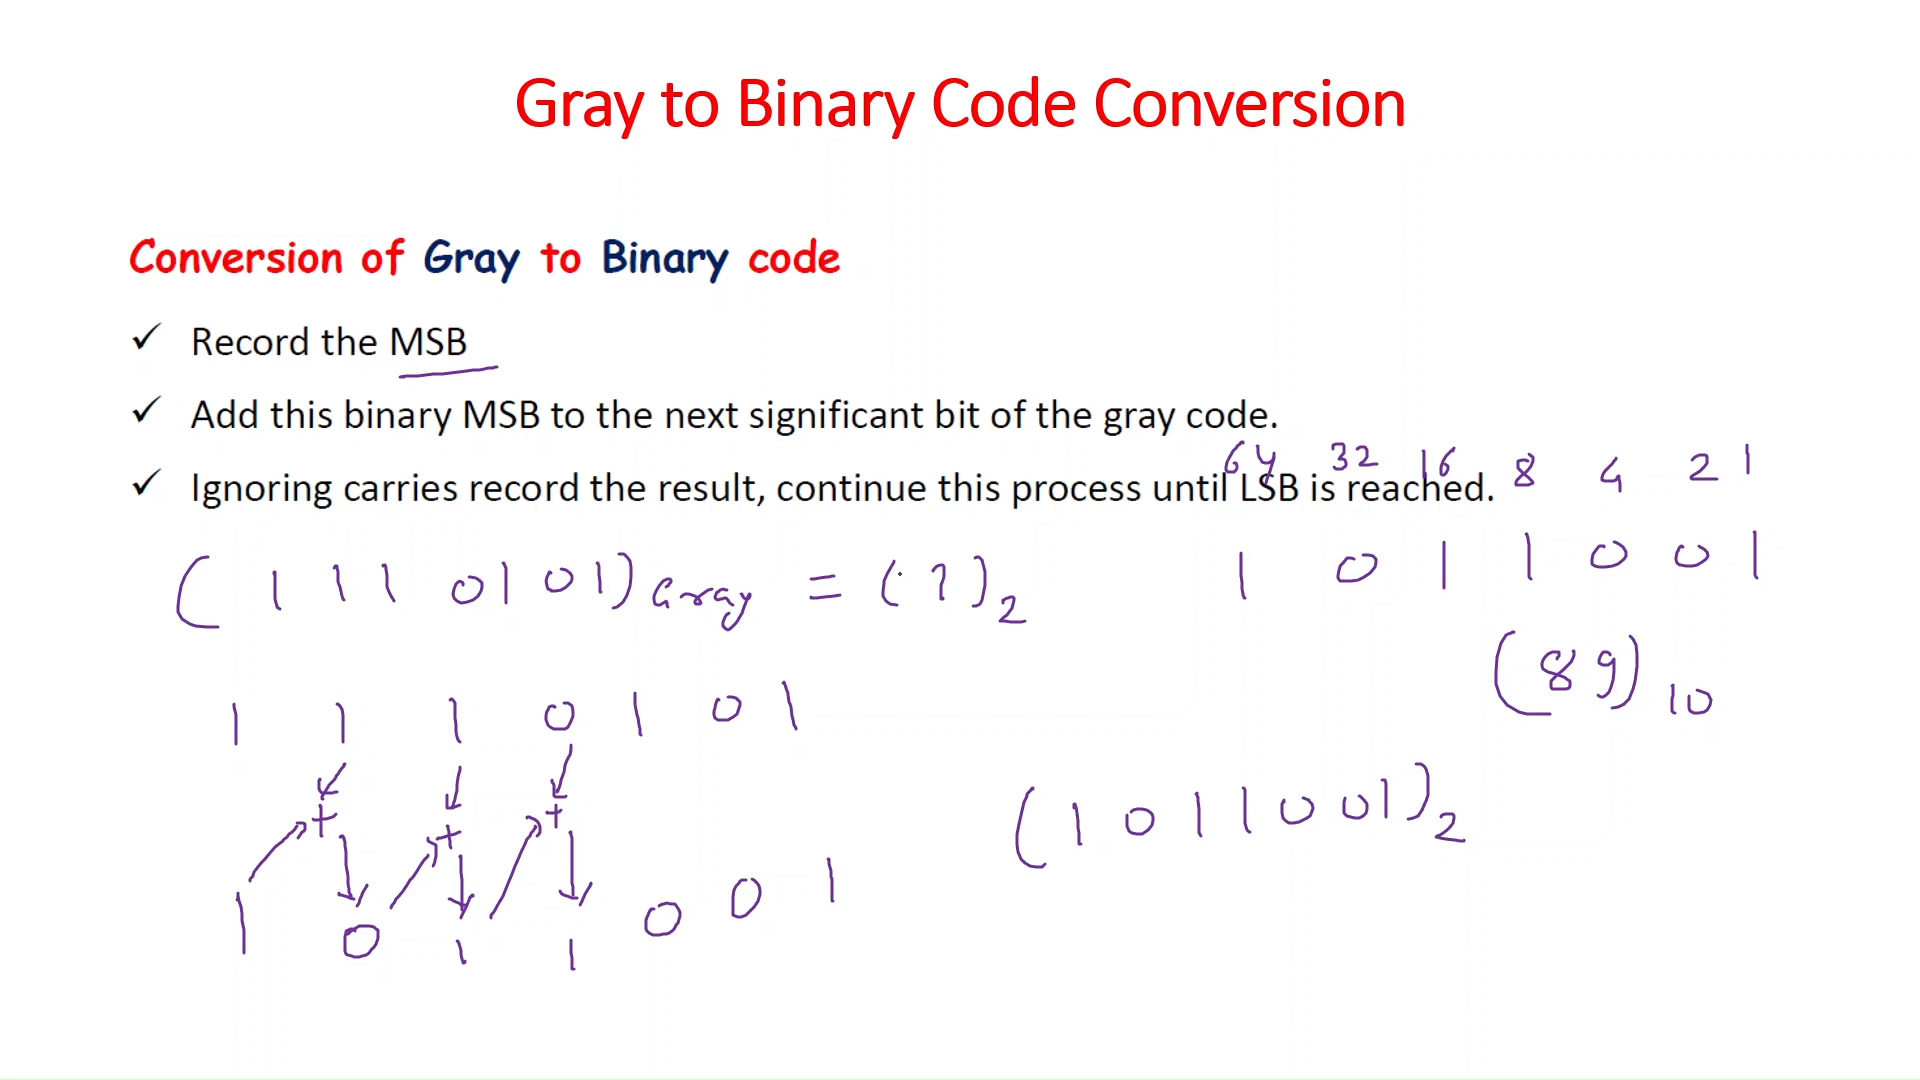 Gray to Binary Code Conversion
Conversion of Gray to Binary code
✓ Record the MSB
✓ Add this binary MSB to the next significant bit of the gray code.
64 32 16 8 4 2 1
✓ Ignoring carries record the result, continue this process until LSB is reached.
(1 1 1 0 1 0 1)Gray = (?)2
1 0 1 1 0 0 1
(89)10
1 1 1 0 1 0 1
+ + +
1 0 1 1 0 0 1
(1 0 1 1 0 0 1)2